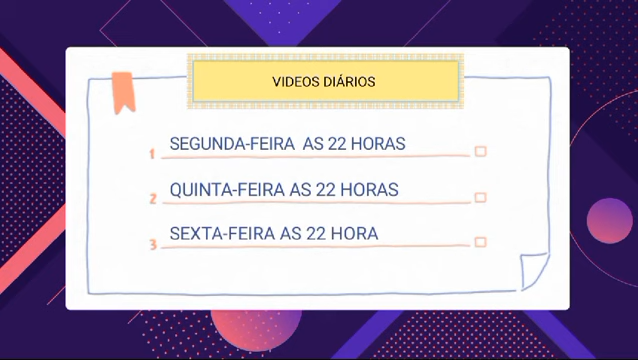 VIDEOS DIÁRIOS
1 SEGUNDA-FEIRA AS 22 HORAS
2 QUINTA-FEIRA AS 22 HORAS
3 SEXTA-FEIRA AS 22 HORA